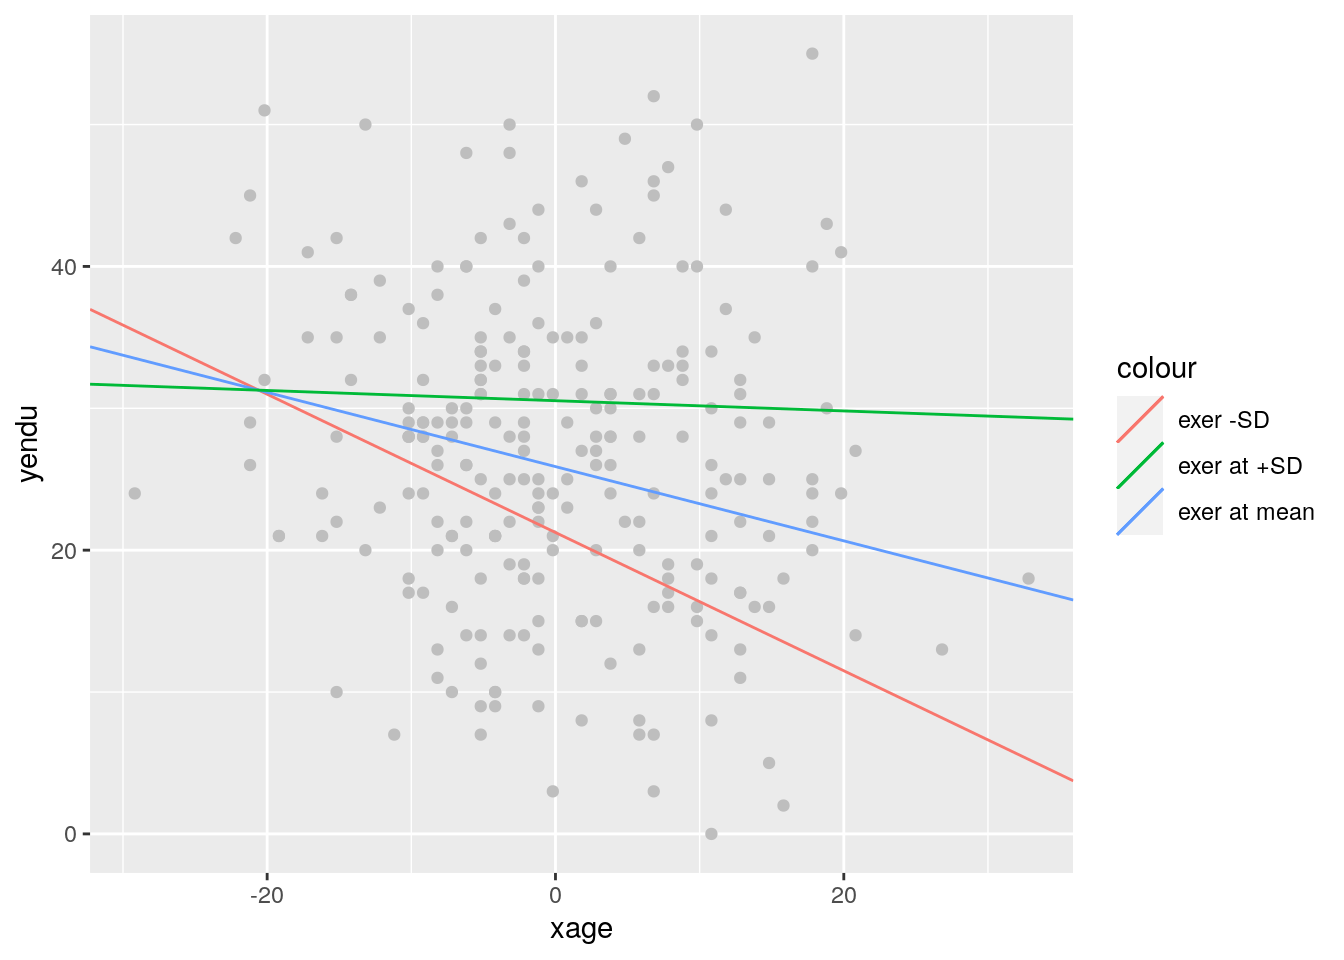 40
20
0
yendu
-20
0
20
xage
colour
exer -SD
exer at +SD
exer at mean